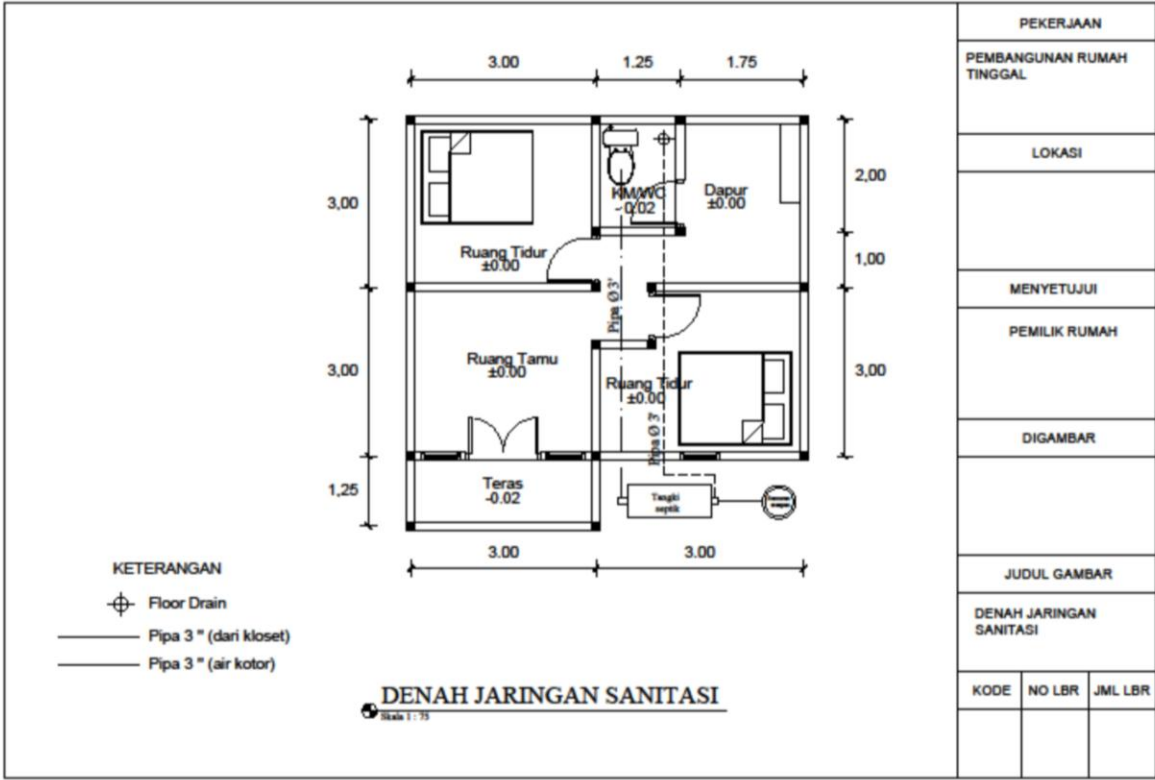 3.00
1.25
1.75
3,00
3,00
1,25
2,00
1,00
3,00
KM/WC
- 0.02
Dapur
±0.00
Ruang Tidur
±0.00
Pipa Ø 3"
Ruang Tamu
±0.00
Ruang Tidur
±0.00
Pipa Ø 3"
Teras
-0.02
Tangki
septik
3.00
3.00
KETERANGAN
Floor Drain
Pipa 3 " (dari kloset)
Pipa 3 " (air kotor)
DENAH JARINGAN SANITASI
Skala 1 : 75
PEKERJAAN
PEMBANGUNAN RUMAH
TINGGAL
LOKASI
MENYETUJUI
PEMILIK RUMAH
DIGAMBAR
JUDUL GAMBAR
DENAH JARINGAN
SANITASI
KODE
NO LBR
JML LBR